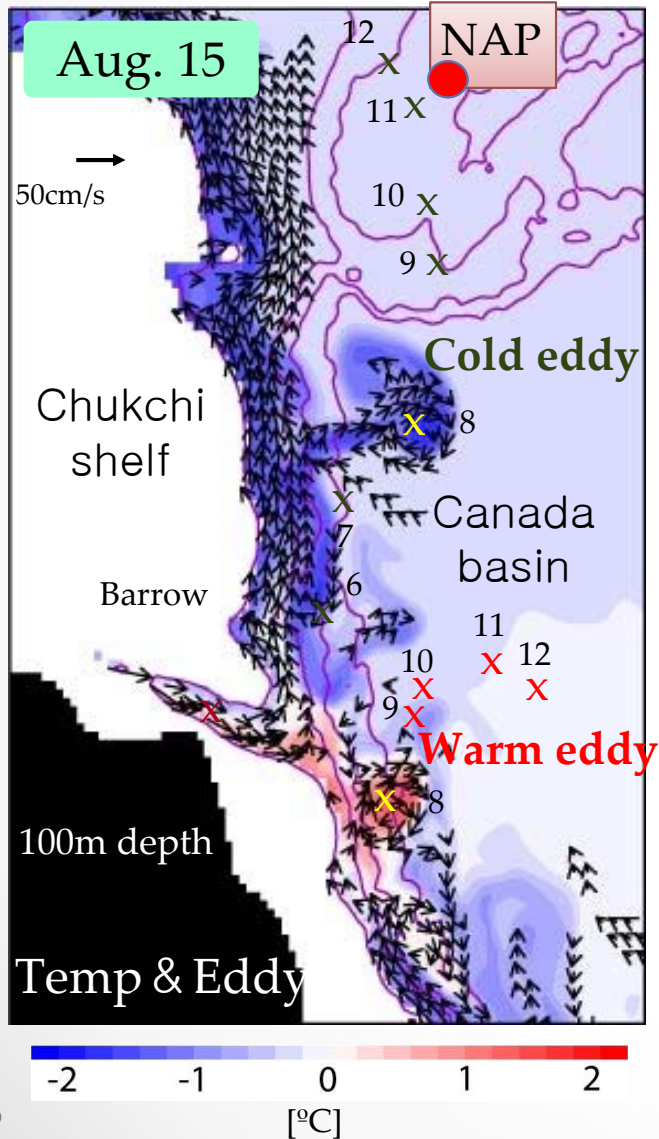 12
NAP
Aug. 15
11
50cm/s
10
9
Cold eddy
Chukchi
shelf
8
Canada
basin
7
6
Barrow
11
10
12
9
Warm eddy
8
100m depth
Temp & Eddy
-2 -1 0 1 2
[ºC]